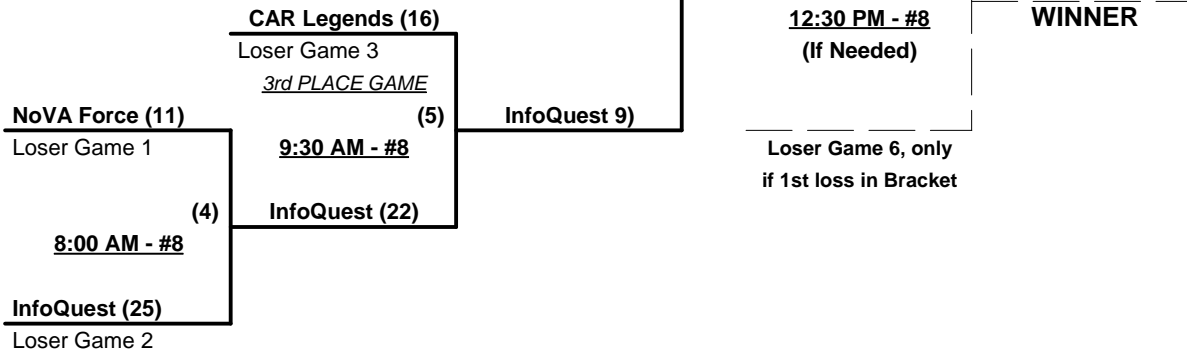 CAR Legends (16)
Loser Game 3
3rd PLACE GAME
NoVA Force (11)
Loser Game 1
(5)
9:30 AM - #8
InfoQuest 9)
(4)
InfoQuest (22)
8:00 AM - #8
InfoQuest (25)
Loser Game 2
12:30 PM - #8
(If Needed)
WINNER
Loser Game 6, only
if 1st loss in Bracket